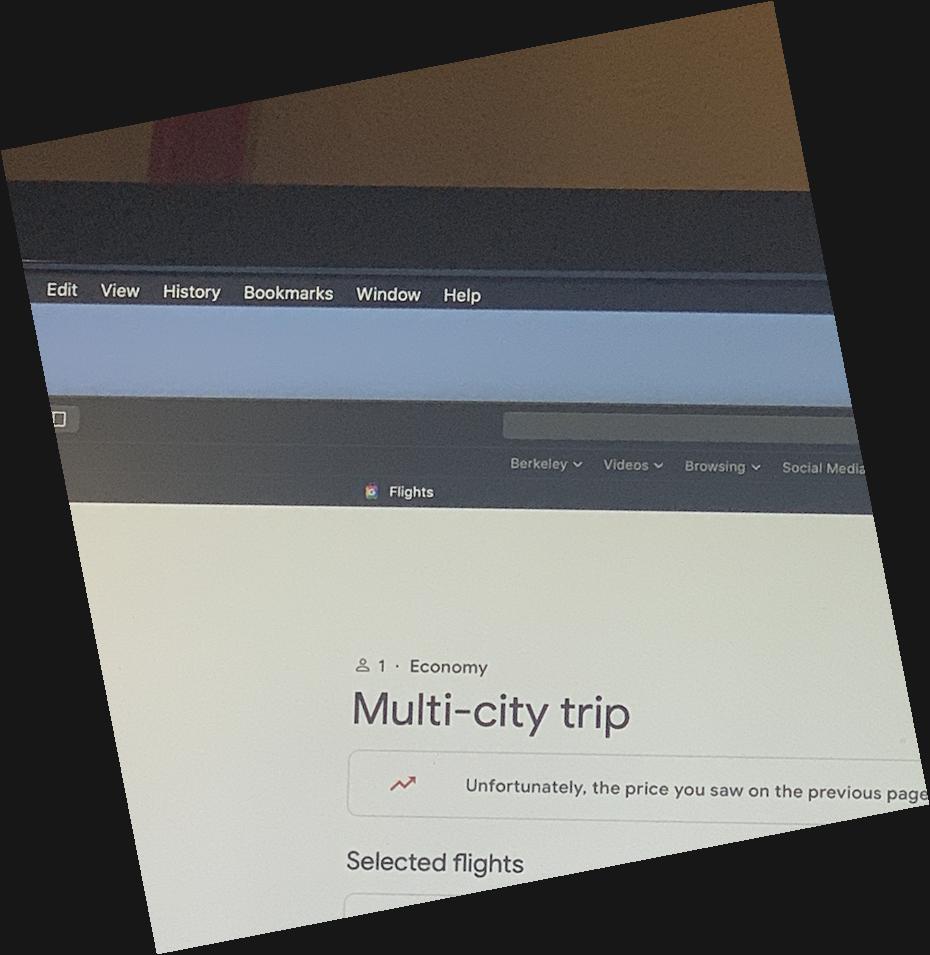 Edit View History Bookmarks Window Help
Berkeley Videos Browsing Social Media
Flights
1 · Economy
Multi-city trip
Unfortunately, the price you saw on the previous page
Selected flights